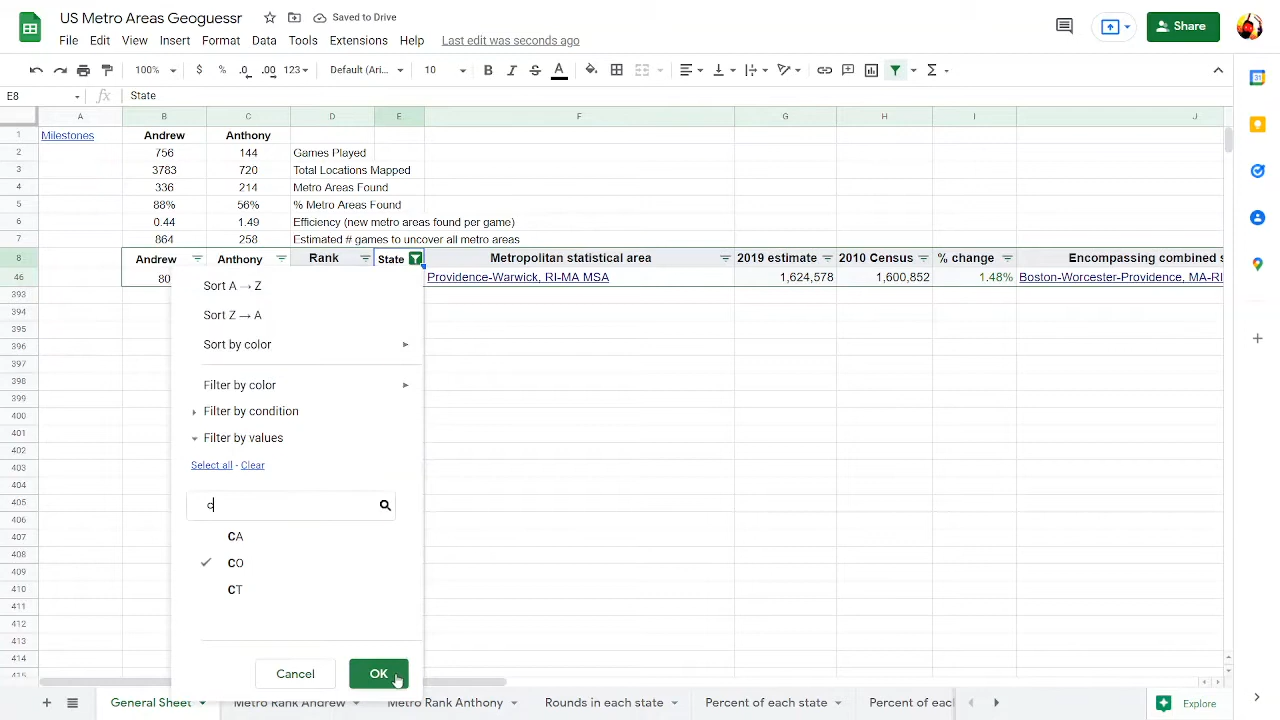 US Metro Areas Geoguessr
Saved to Drive
File Edit View Insert Format Data Tools Extensions Help Last edit was seconds ago
Share
100% $ % .0 .00 123 Default (Ari... 10 B I S A
E8 fx State
A B C D E F G H I J
1 Milestones Andrew Anthony
2 756 144 Games Played
3 3783 720 Total Locations Mapped
4 336 214 Metro Areas Found
5 88% 56% % Metro Areas Found
6 0.44 1.49 Efficiency (new metro areas found per game)
7 864 258 Estimated # games to uncover all metro areas
8 Andrew Anthony Rank State Metropolitan statistical area 2019 estimate 2010 Census % change Encompassing combined s
46 80 Providence-Warwick, RI-MA MSA 1,624,578 1,600,852 1.48% Boston-Worcester-Providence, MA-RI
393
394
395
396
397
398
399
400
401
402
403
404
405
406
407
408
409
410
411
412
413
414
415
Sort A → Z
Sort Z → A
Sort by color
Filter by color
Filter by condition
Filter by values
Select all - Clear
c
CA
CO
CT
Cancel OK
General Sheet Metro Rank Andrew Metro Rank Anthony Rounds in each state Percent of each state Percent of eac
Explore
31